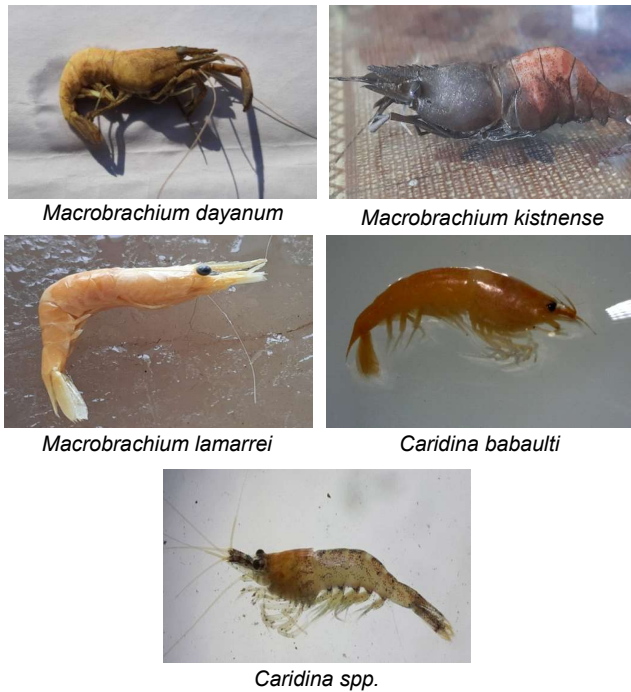 Macrobrachium dayanum
Macrobrachium kistnense
Macrobrachium lamarrei
Caridina babaulti
Caridina spp.